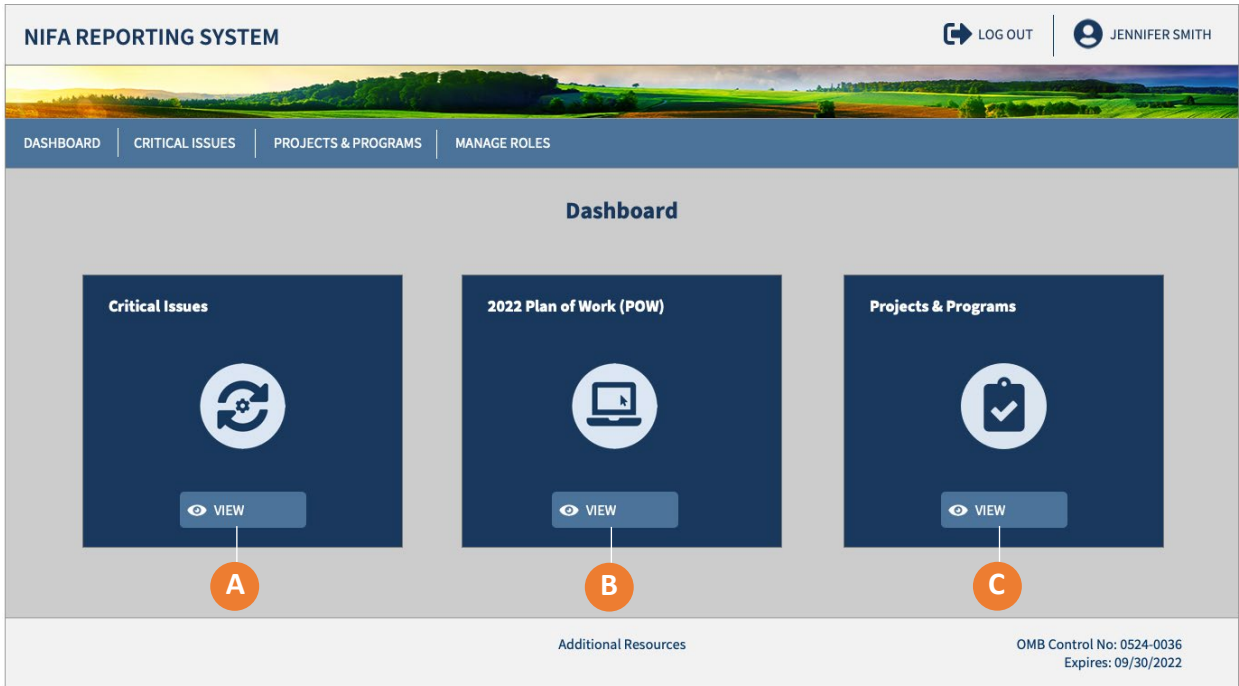 NIFA REPORTING SYSTEM
LOG OUT
JENNIFER SMITH
DASHBOARD
CRITICAL ISSUES
PROJECTS & PROGRAMS
MANAGE ROLES
Dashboard
Critical Issues
2022 Plan of Work (POW)
Projects & Programs
VIEW
VIEW
VIEW
A
B
C
Additional Resources
OMB Control No: 0524-0036
Expires: 09/30/2022